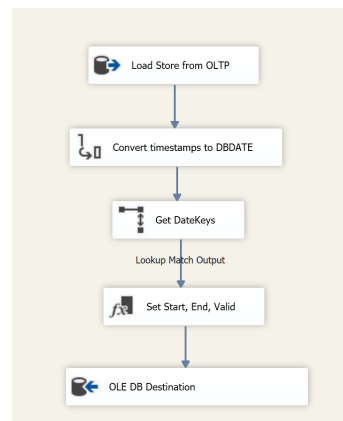 Load Store from OLTP
Convert timestamps to DBDATE
Get DateKeys
Lookup Match Output
fx Set Start, End, Valid
OLE DB Destination